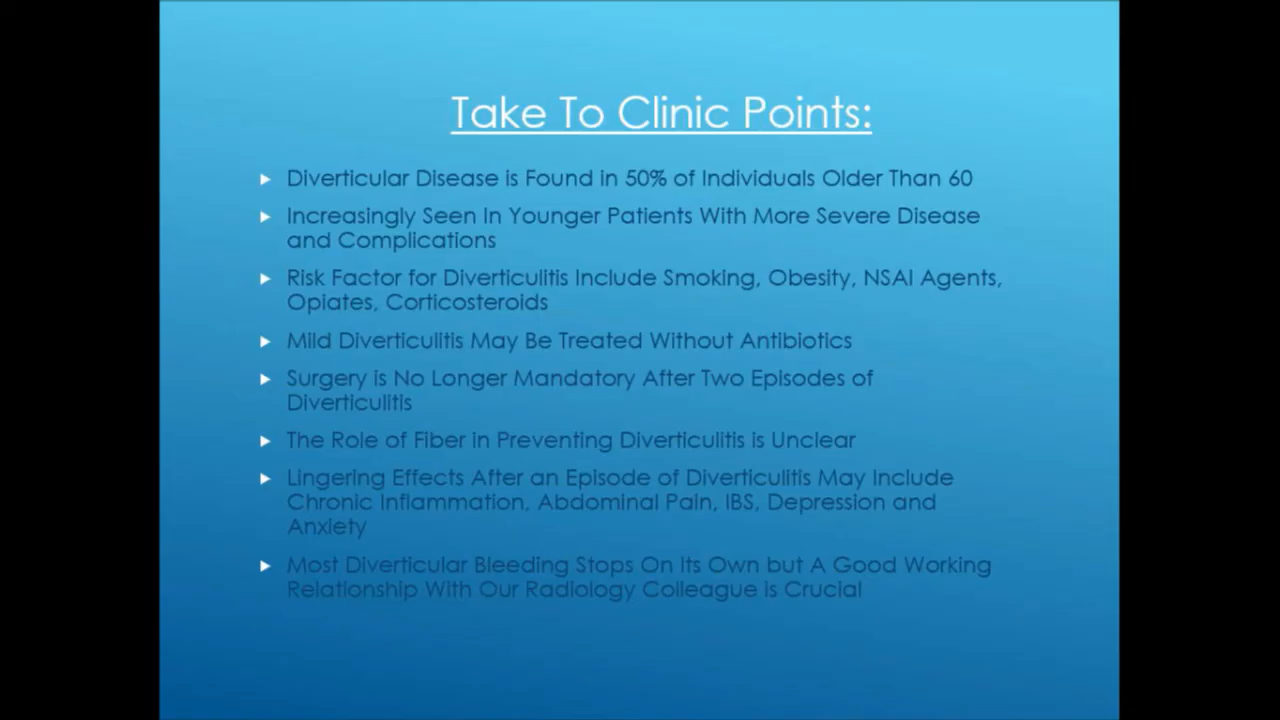 Take To Clinic Points:
Diverticular Disease is Found in 50% of Individuals Older Than 60
Increasingly Seen In Younger Patients With More Severe Disease
and Complications
Risk Factor for Diverticulitis Include Smoking, Obesity, NSAI Agents,
Opiates, Corticosteroids
Mild Diverticulitis May Be Treated Without Antibiotics
Surgery is No Longer Mandatory After Two Episodes of
Diverticulitis
The Role of Fiber in Preventing Diverticulitis is Unclear
Lingering Effects After an Episode of Diverticulitis May Include
Chronic Inflammation, Abdominal Pain, IBS, Depression and
Anxiety
Most Diverticular Bleeding Stops On Its Own but A Good Working
Relationship With Our Radiology Colleague is Crucial